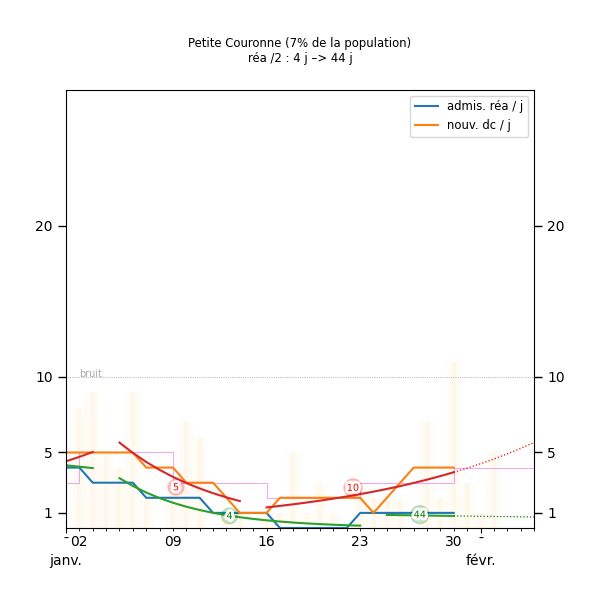 Petite Couronne (7% de la population)
réa /2 : 4 j –> 44 j
admis. réa / j
nouv. dc / j
20 20
bruit
10 10
5 5
5 10
4 44
1 1
02 09 16 23 30
janv. févr.